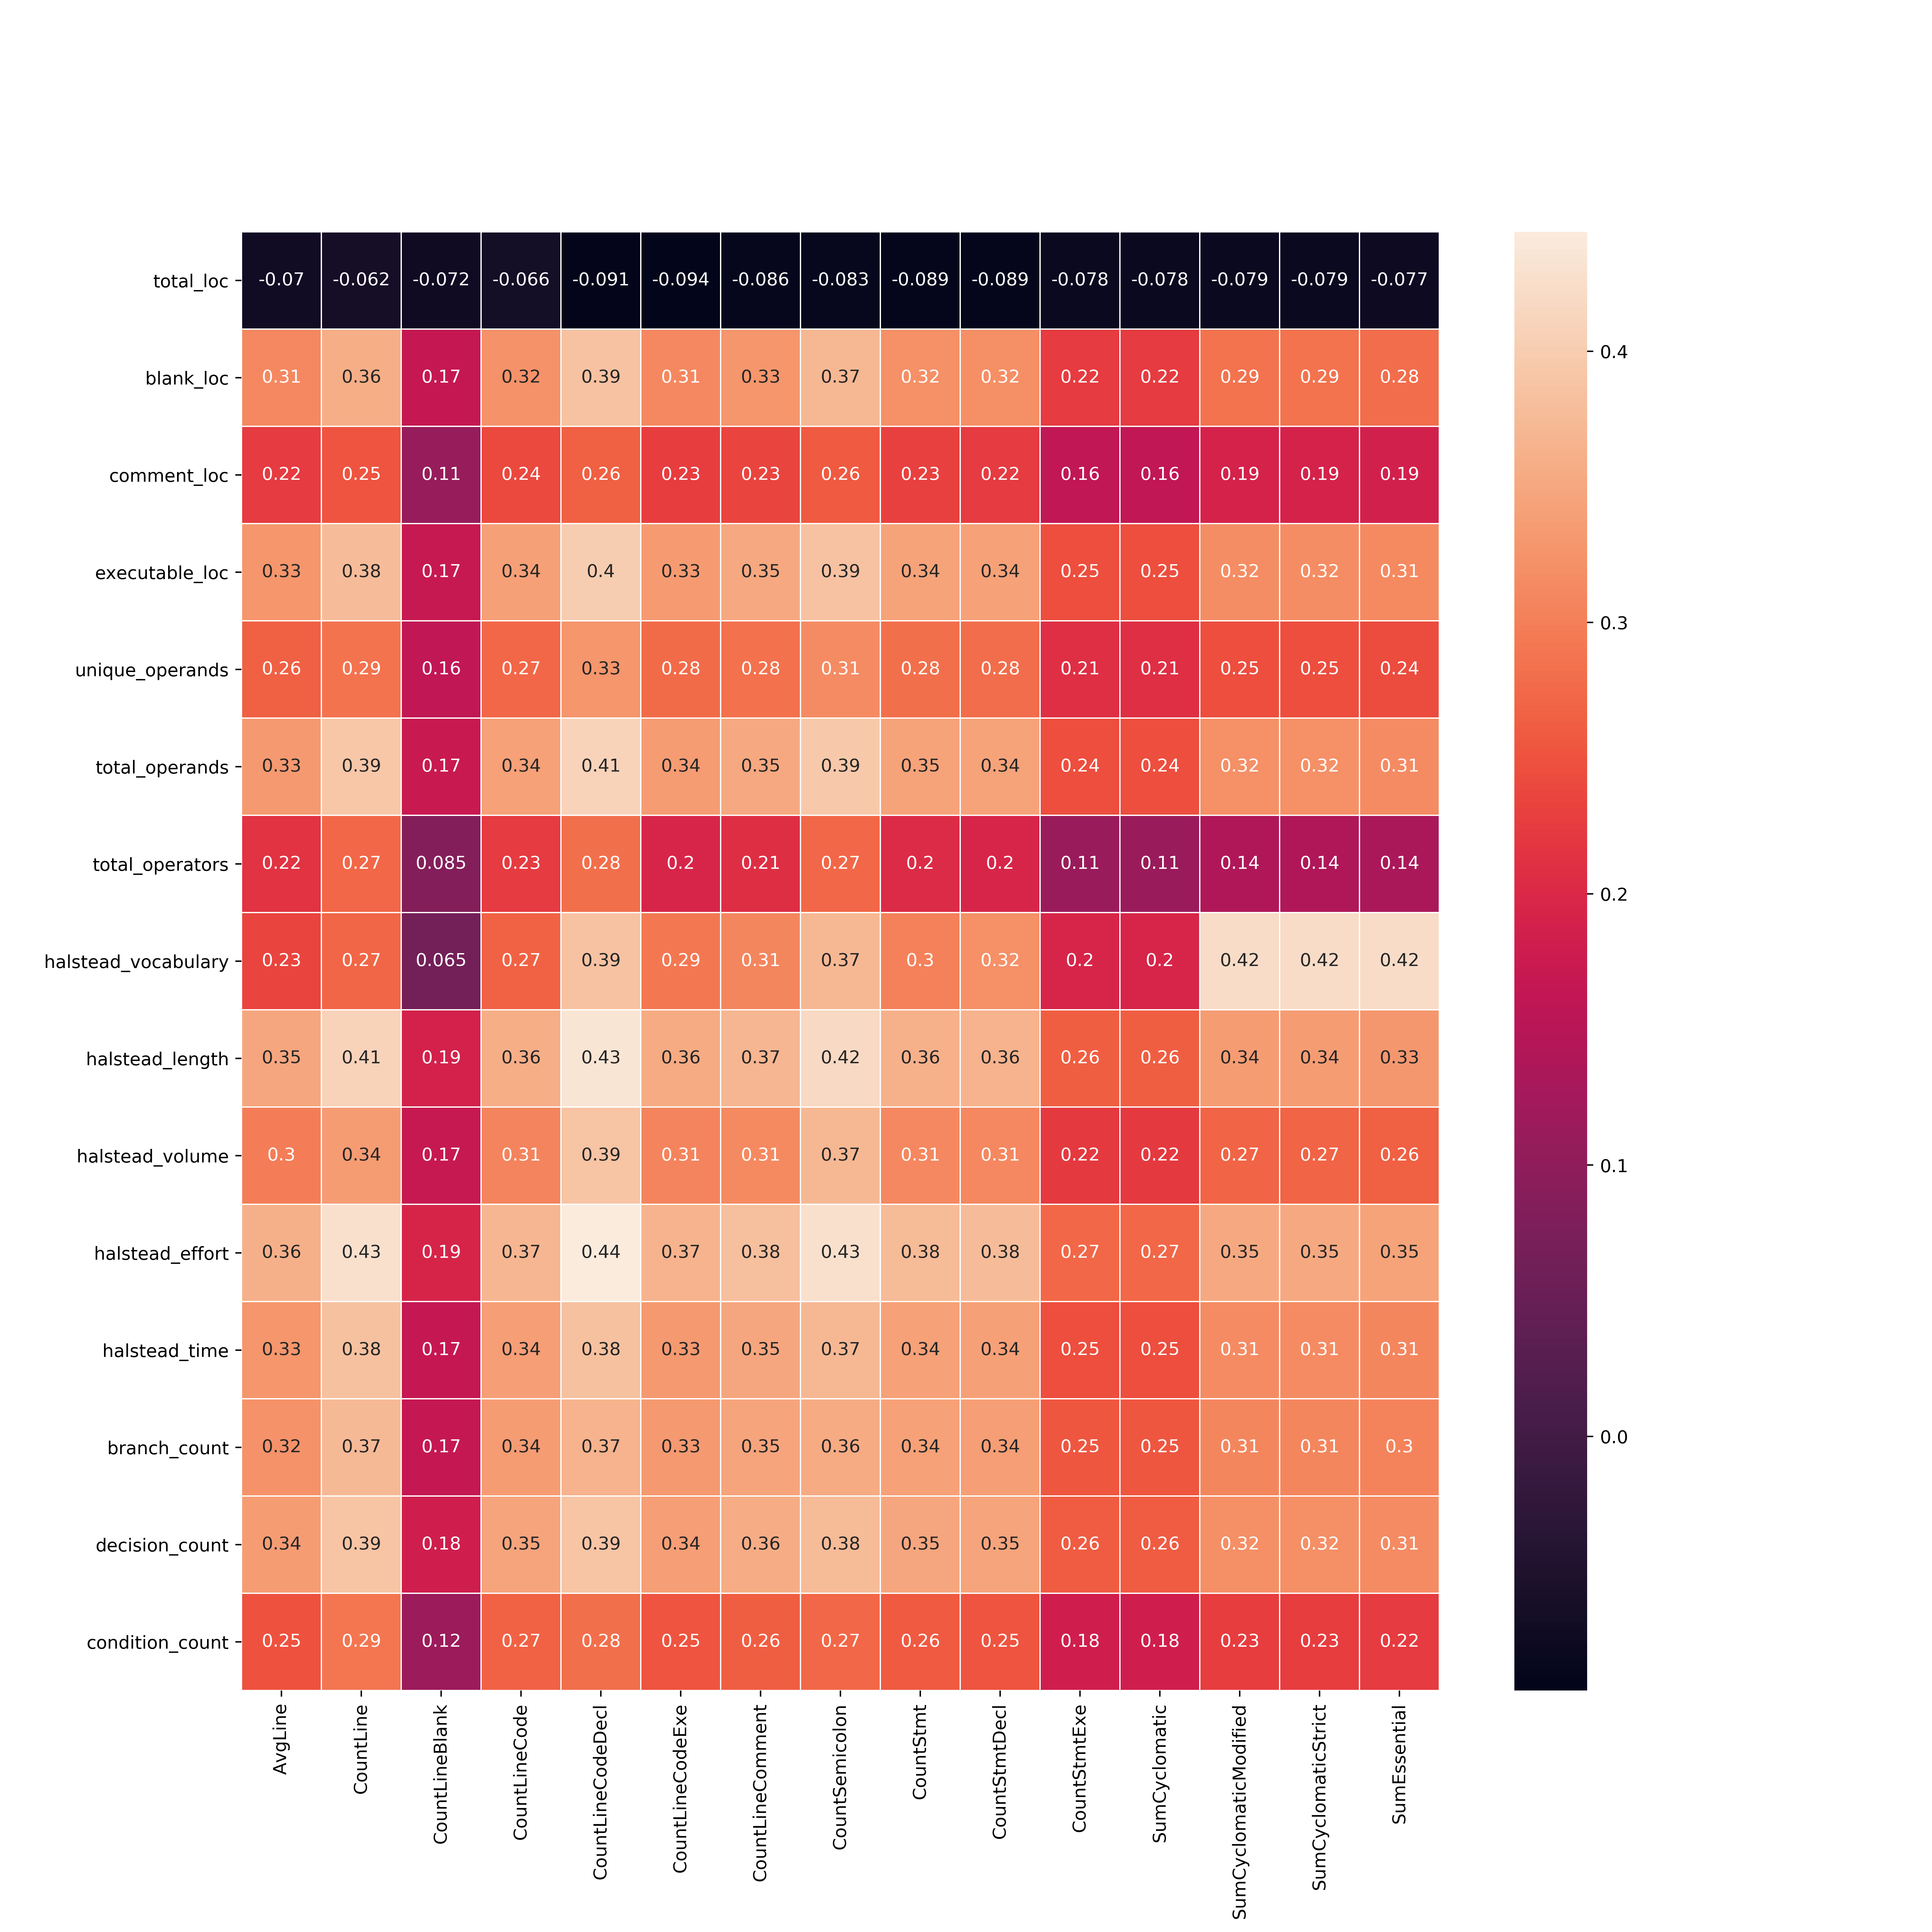 total_loc -0.07 -0.062 -0.072 -0.066 -0.091 -0.094 -0.086 -0.083 -0.089 -0.089 -0.078 -0.078 -0.079 -0.079 -0.077
0.4
blank_loc 0.31 0.36 0.17 0.32 0.39 0.31 0.33 0.37 0.32 0.32 0.22 0.22 0.29 0.29 0.28
comment_loc 0.22 0.25 0.11 0.24 0.26 0.23 0.23 0.26 0.23 0.22 0.16 0.16 0.19 0.19 0.19
executable_loc 0.33 0.38 0.17 0.34 0.4 0.33 0.35 0.39 0.34 0.34 0.25 0.25 0.32 0.32 0.31
0.3
unique_operands 0.26 0.29 0.16 0.27 0.33 0.28 0.28 0.31 0.28 0.28 0.21 0.21 0.25 0.25 0.24
total_operands 0.33 0.39 0.17 0.34 0.41 0.34 0.35 0.39 0.35 0.34 0.24 0.24 0.32 0.32 0.31
total_operators 0.22 0.27 0.085 0.23 0.28 0.2 0.21 0.27 0.2 0.2 0.11 0.11 0.14 0.14 0.14
0.2
halstead_vocabulary 0.23 0.27 0.065 0.27 0.39 0.29 0.31 0.37 0.3 0.32 0.2 0.2 0.42 0.42 0.42
halstead_length 0.35 0.41 0.19 0.36 0.43 0.36 0.37 0.42 0.36 0.36 0.26 0.26 0.34 0.34 0.33
halstead_volume 0.3 0.34 0.17 0.31 0.39 0.31 0.31 0.37 0.31 0.31 0.22 0.22 0.27 0.27 0.26
0.1
halstead_effort 0.36 0.43 0.19 0.37 0.44 0.37 0.38 0.43 0.38 0.38 0.27 0.27 0.35 0.35 0.35
halstead_time 0.33 0.38 0.17 0.34 0.38 0.33 0.35 0.37 0.34 0.34 0.25 0.25 0.31 0.31 0.31
branch_count 0.32 0.37 0.17 0.34 0.37 0.33 0.35 0.36 0.34 0.34 0.25 0.25 0.31 0.31 0.3
0.0
decision_count 0.34 0.39 0.18 0.35 0.39 0.34 0.36 0.38 0.35 0.35 0.26 0.26 0.32 0.32 0.31
condition_count 0.25 0.29 0.12 0.27 0.28 0.25 0.26 0.27 0.26 0.25 0.18 0.18 0.23 0.23 0.22
AvgLine
CountLine
CountLineBlank
CountLineCode
CountLineCodeDecl
CountLineCodeExe
CountLineComment
CountSemicolon
CountStmt
CountStmtDecl
CountStmtExe
SumCyclomatic
SumCyclomaticModified
SumCyclomaticStrict
SumEssential